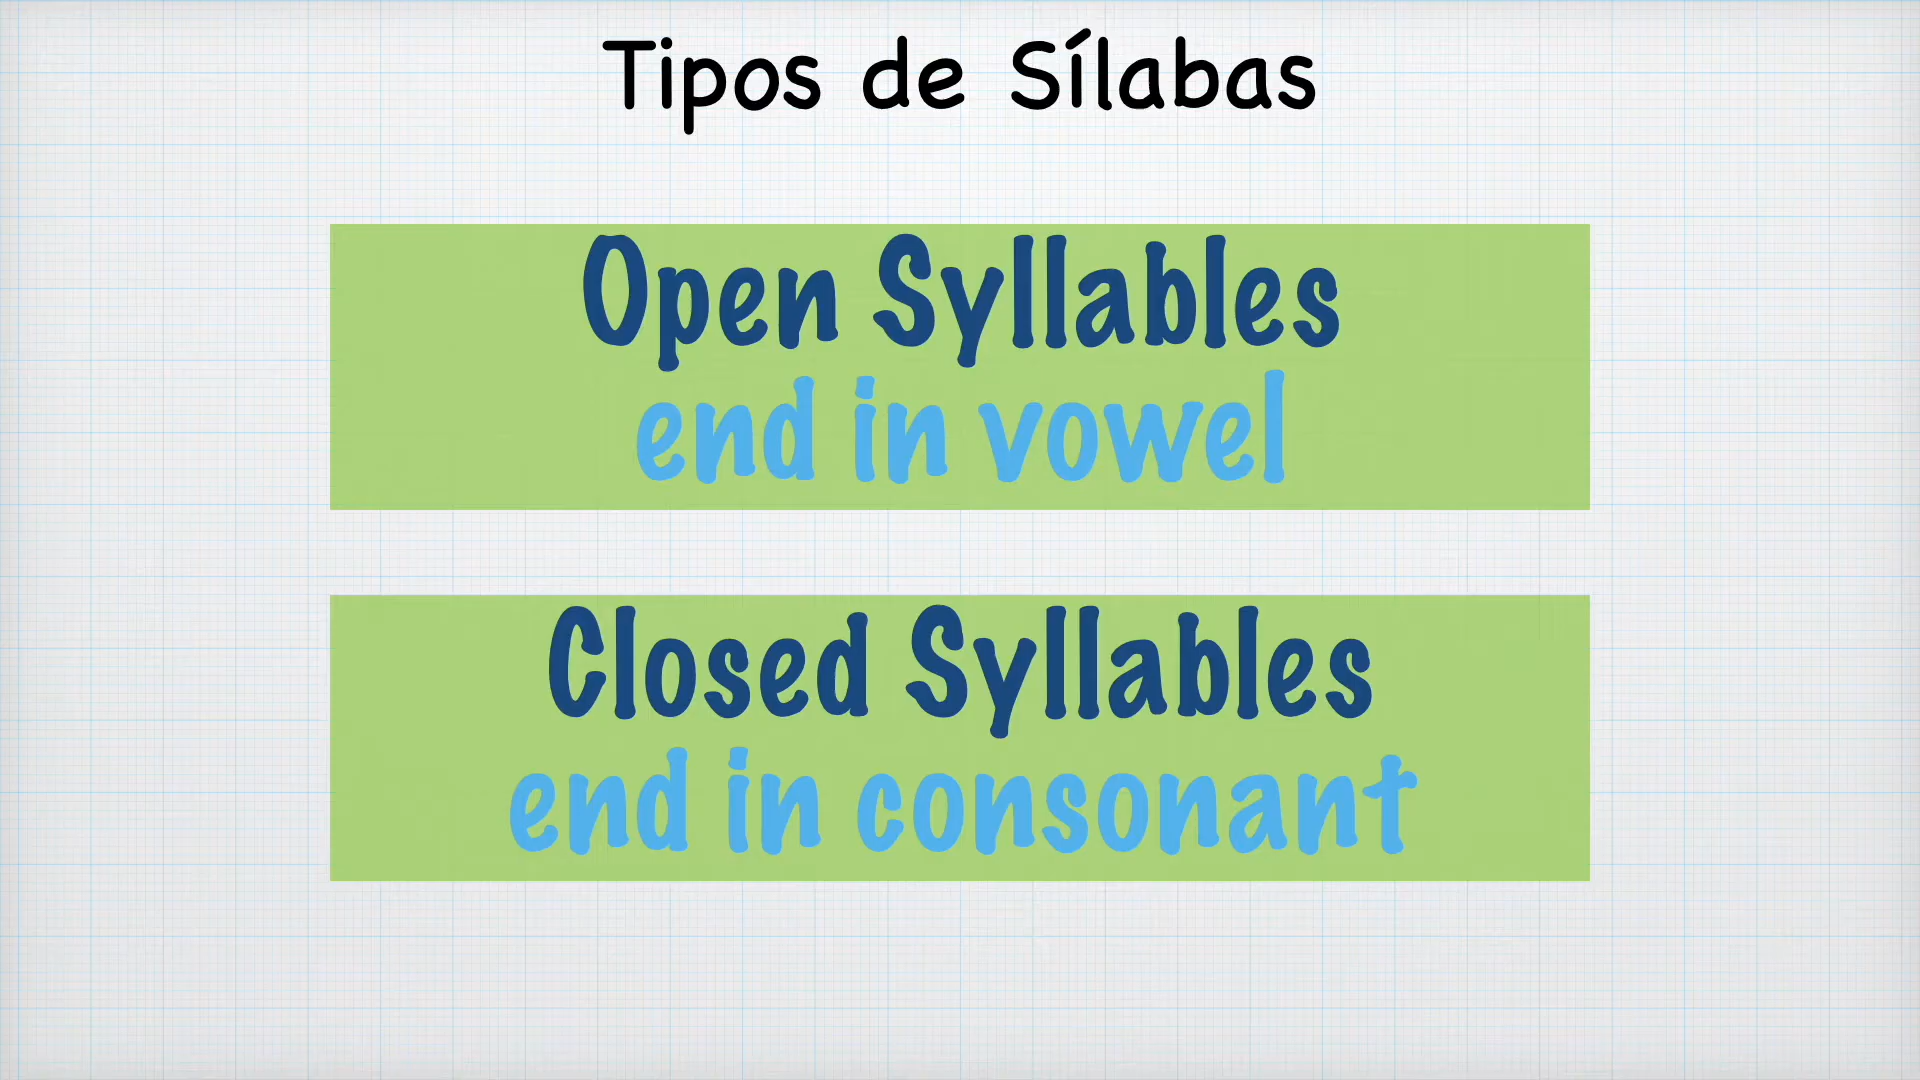 Tipos de Sílabas
Open Syllables
end in vowel
Closed Syllables
end in consonant